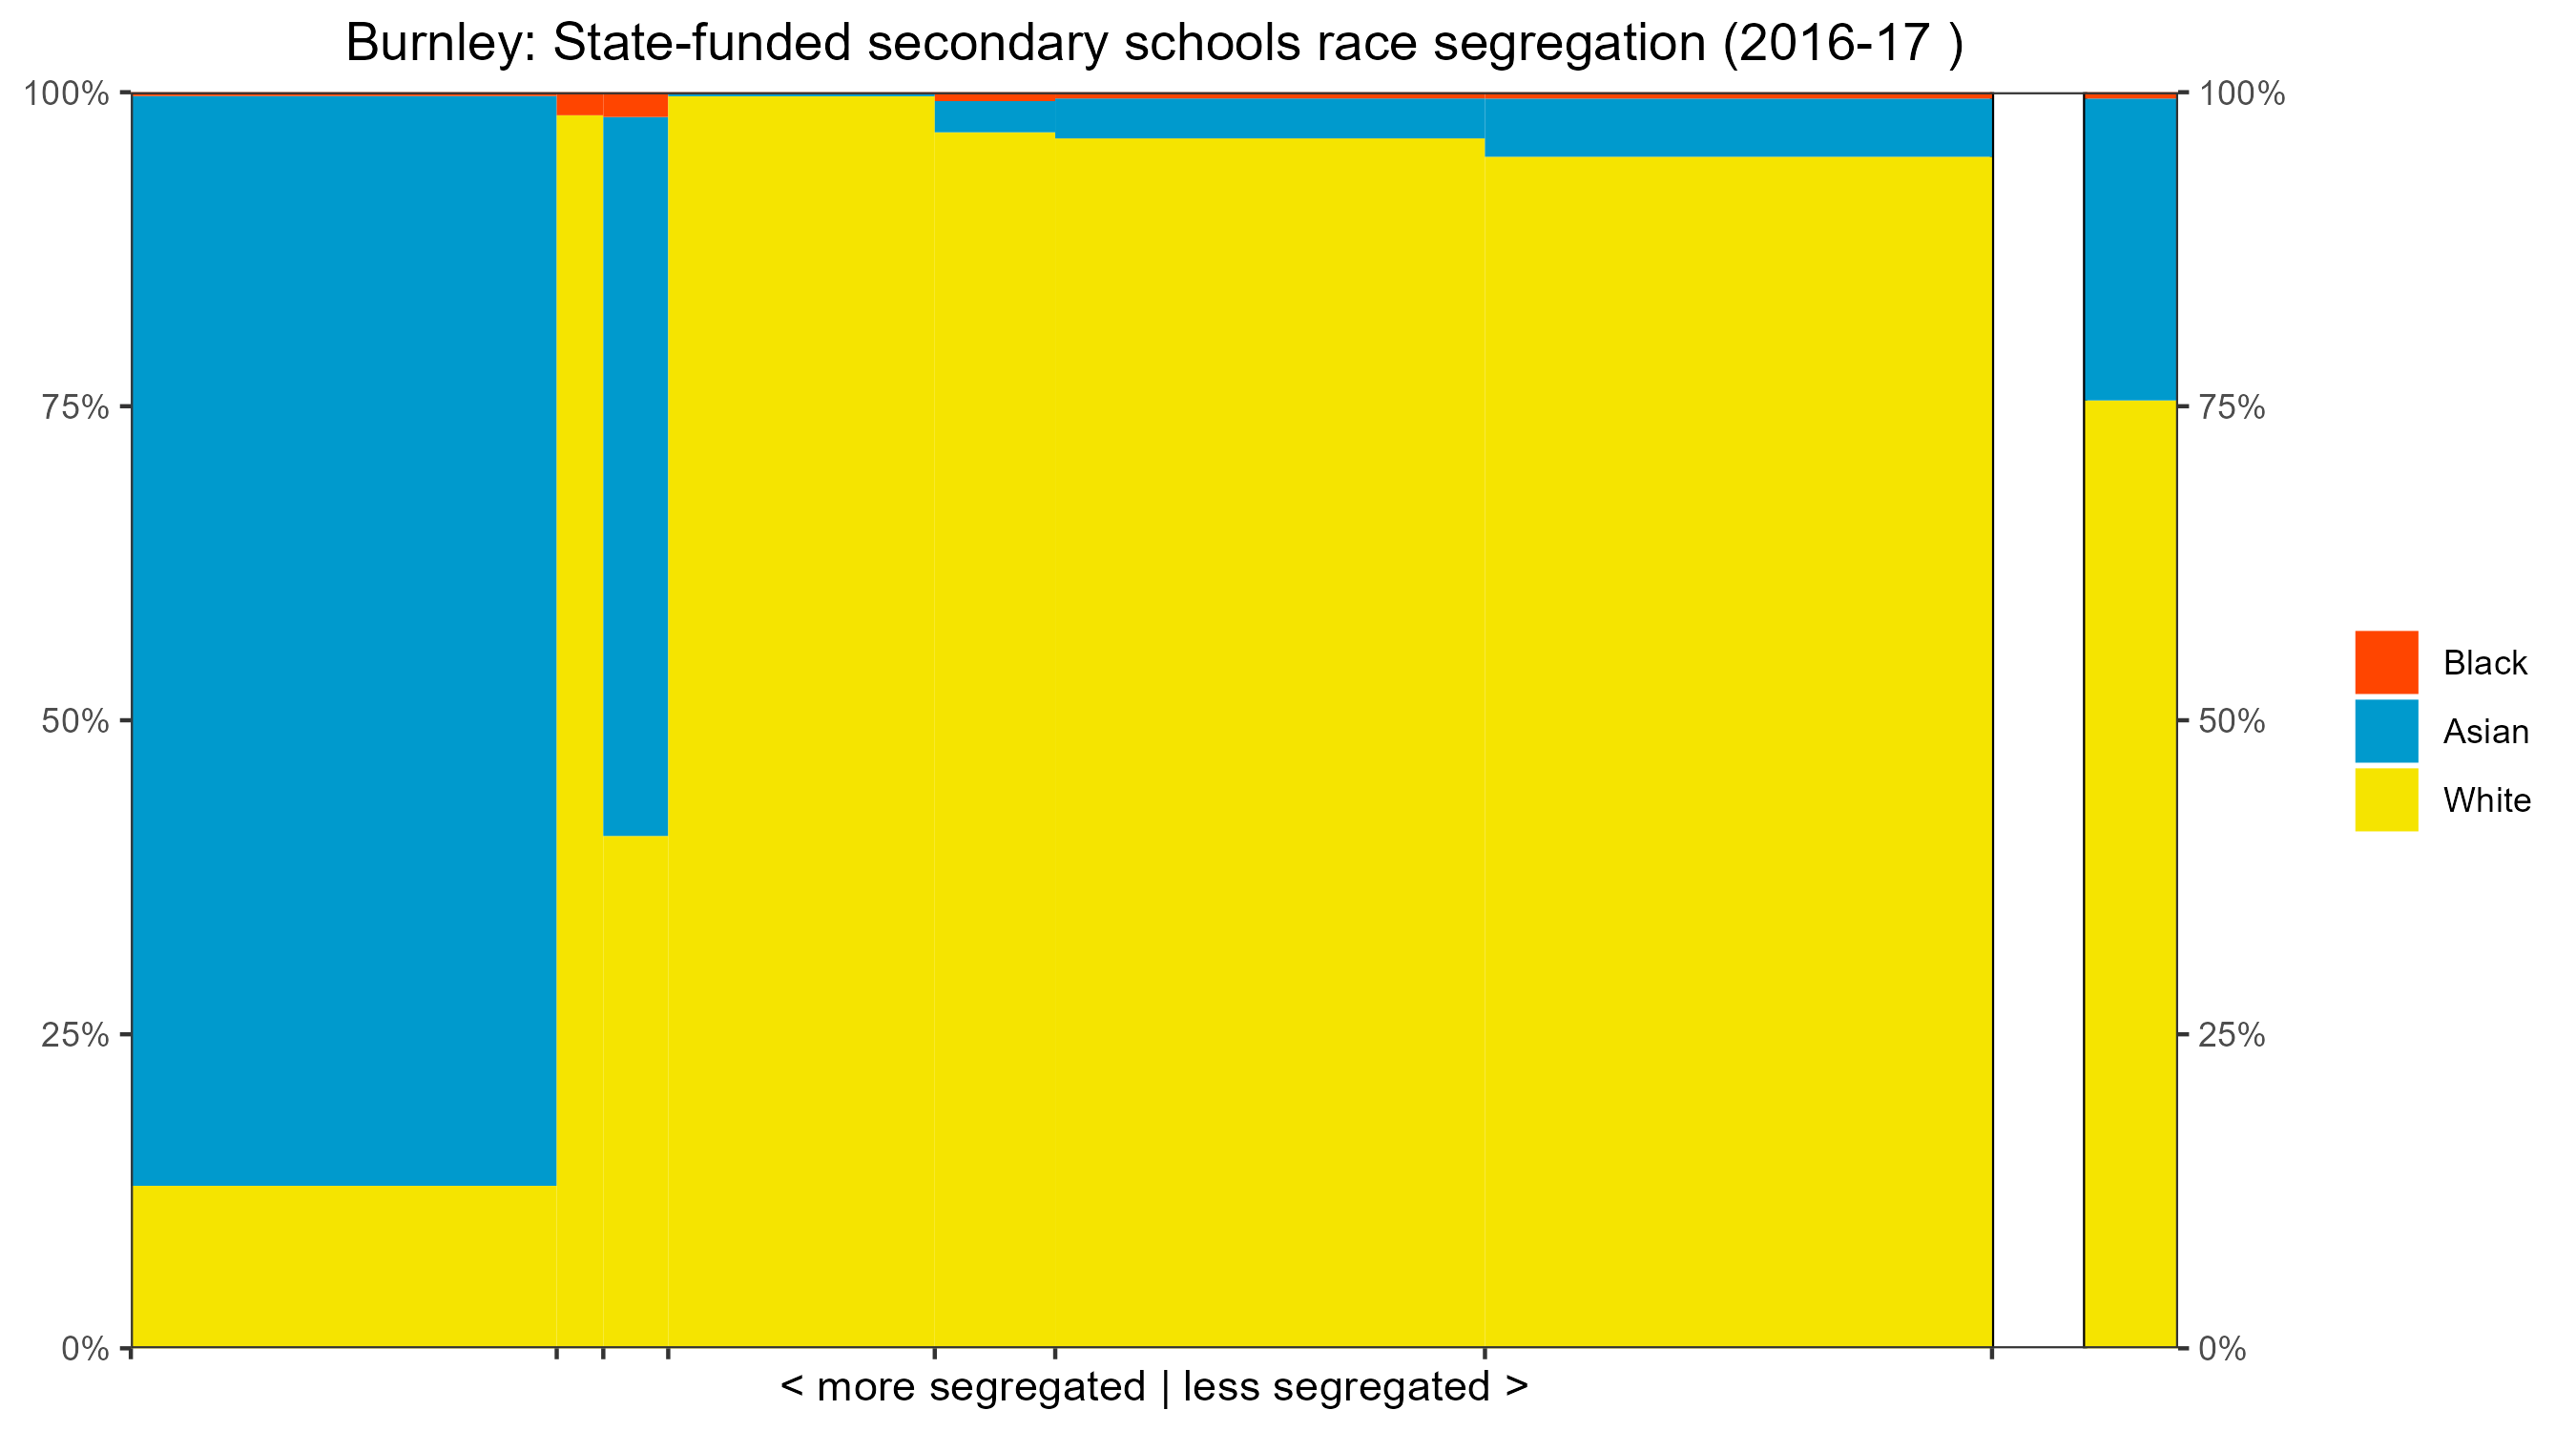 Burnley: State-funded secondary schools race segregation (2016-17 )
100%
75%
50%
25%
0%
100%
75%
50%
25%
0%
Black
Asian
White
< more segregated | less segregated >